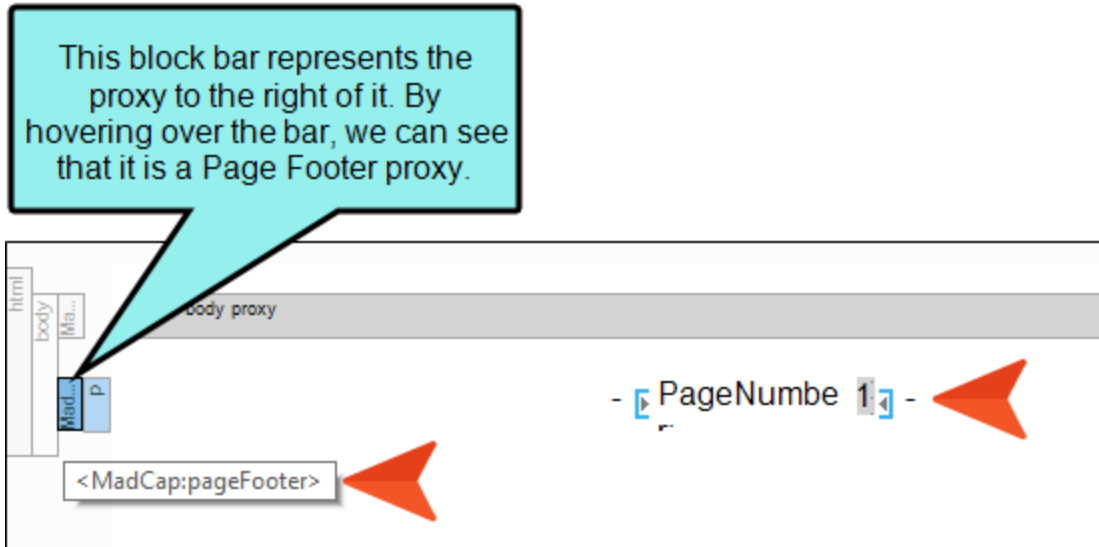 This block bar represents the
proxy to the right of it. By
hovering over the bar, we can see
that it is a Page Footer proxy.
html
body
Ma...
body proxy
Mad...
p
- PageNumbe 1 -
<MadCap:pageFooter>